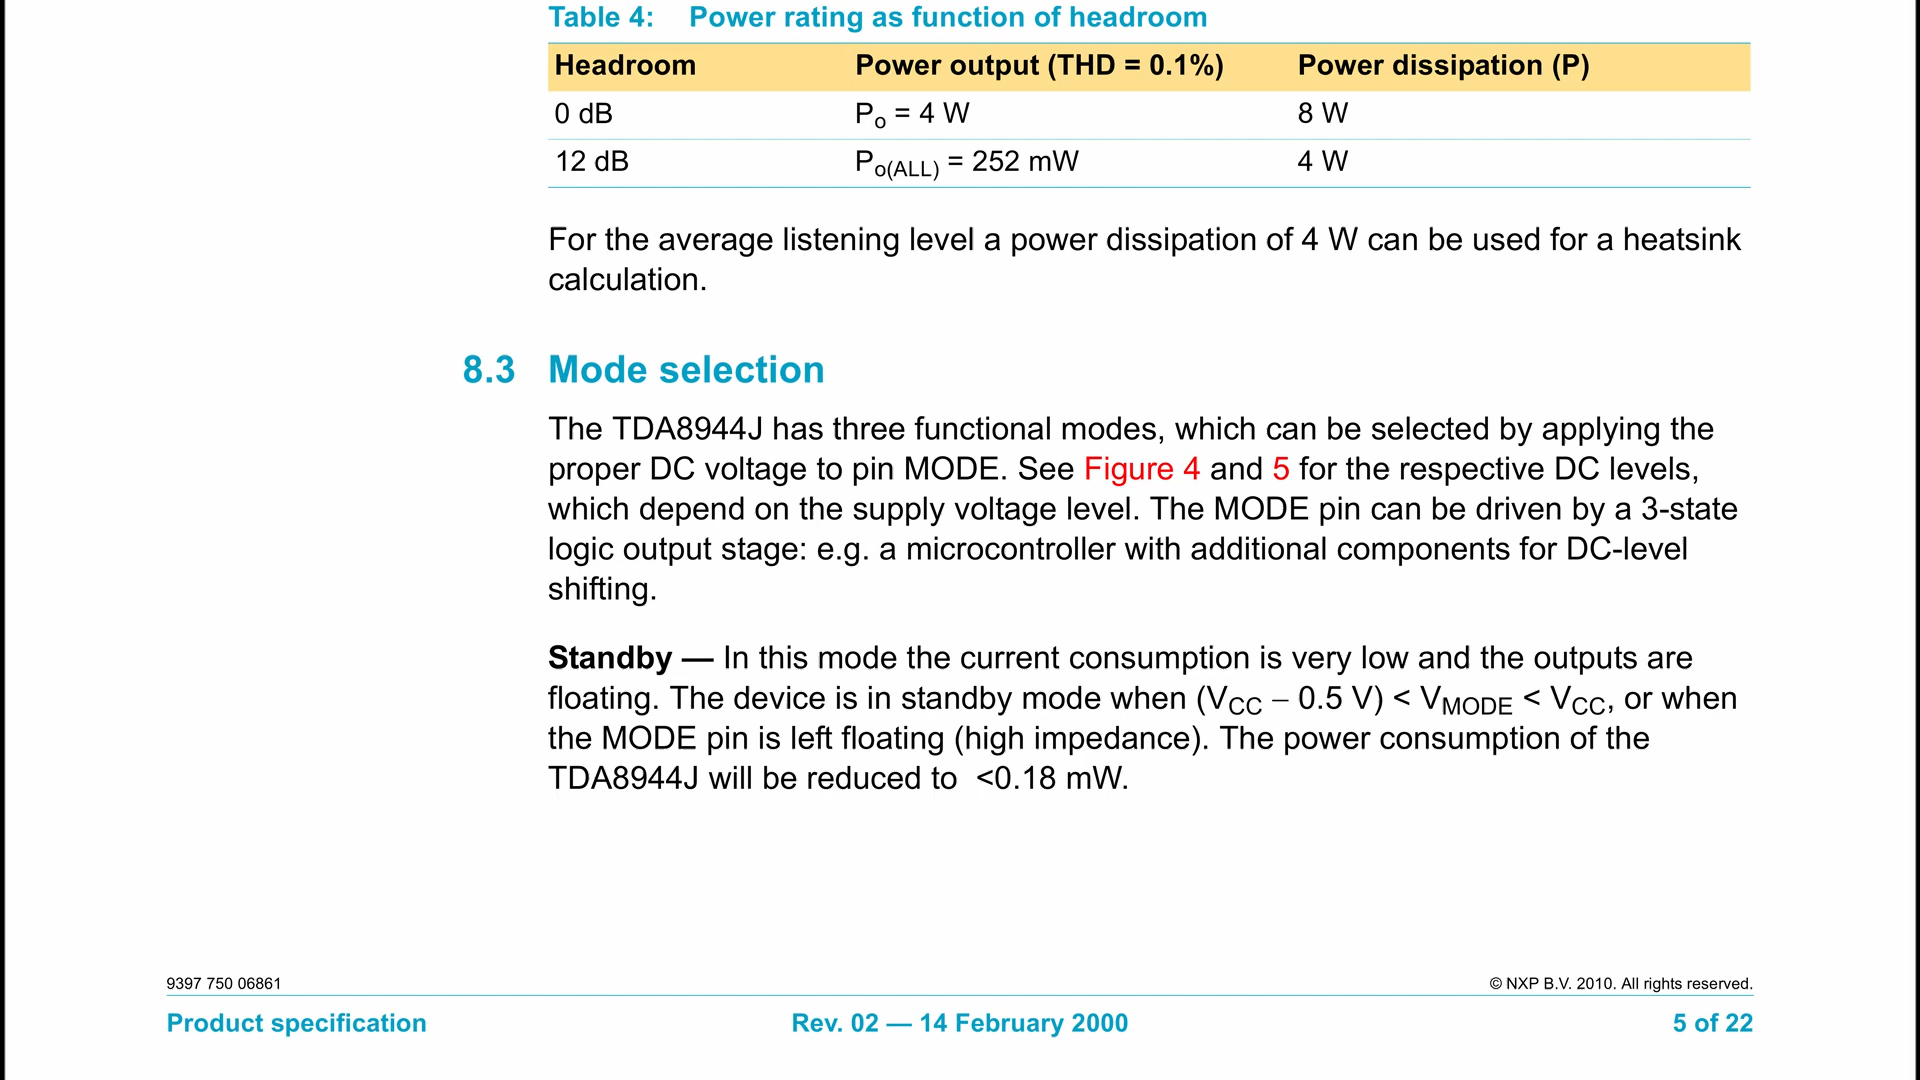 Table 4: Power rating as function of headroom
Headroom Power output (THD = 0.1%) Power dissipation (P)
0 dB Po = 4 W 8 W
12 dB Po(ALL) = 252 mW 4 W
For the average listening level a power dissipation of 4 W can be used for a heatsink
calculation.
8.3 Mode selection
The TDA8944J has three functional modes, which can be selected by applying the
proper DC voltage to pin MODE. See Figure 4 and 5 for the respective DC levels,
which depend on the supply voltage level. The MODE pin can be driven by a 3-state
logic output stage: e.g. a microcontroller with additional components for DC-level
shifting.
Standby — In this mode the current consumption is very low and the outputs are
floating. The device is in standby mode when (VCC − 0.5 V) < VMODE < VCC, or when
the MODE pin is left floating (high impedance). The power consumption of the
TDA8944J will be reduced to <0.18 mW.
9397 750 06861 © NXP B.V. 2010. All rights reserved.
Product specification Rev. 02 — 14 February 2000 5 of 22